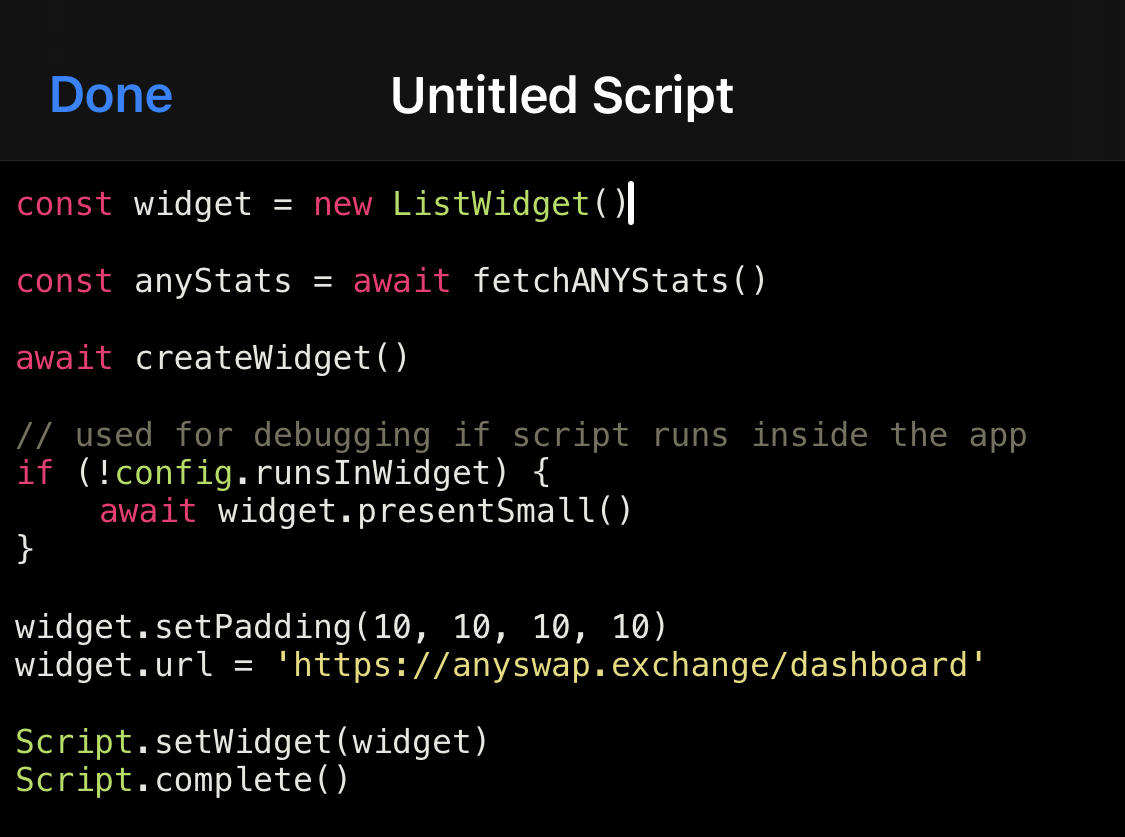 Done
Untitled Script
const widget = new ListWidget()
const anyStats = await fetchANYStats()
await createWidget()
// used for debugging if script runs inside the app
if (!config.runsInWidget) {
    await widget.presentSmall()
}
widget.setPadding(10, 10, 10, 10)
widget.url = 'https://anyswap.exchange/dashboard'
Script.setWidget(widget)
Script.complete()